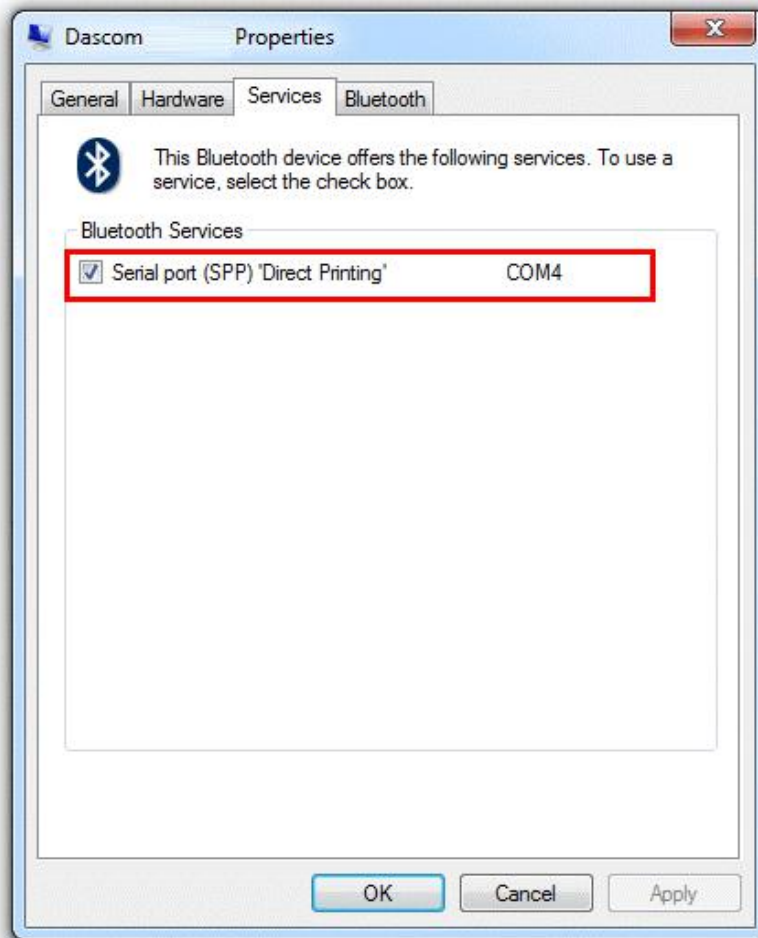 Dascom Properties
General Hardware Services Bluetooth
This Bluetooth device offers the following services. To use a
service, select the check box.
Bluetooth Services
Serial port (SPP) 'Direct Printing' COM4
OK Cancel Apply